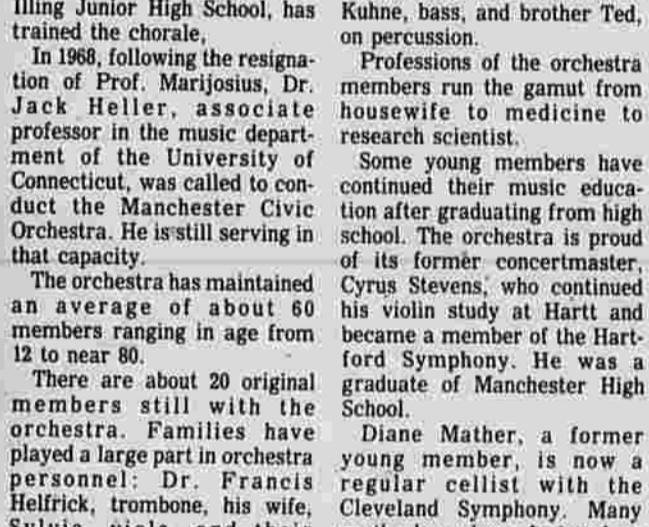 Illing Junior High School, has
trained the chorale,
In 1968, following the resigna-
tion of Prof. Marijosius, Dr.
Jack Heller, associate
professor in the music depart-
ment of the University of
Connecticut, was called to con-
duct the Manchester Civic
Orchestra. He is still serving in
that capacity.
The orchestra has maintained
an average of about 60
members ranging in age from
12 to near 80.
There are about 20 original
members still with the
orchestra. Families have
played a large part in orchestra
personnel: Dr. Francis
Helfrick, trombone, his wife,
Kuhne, bass, and brother Ted,
on percussion.
Professions of the orchestra
members run the gamut from
housewife to medicine to
research scientist.
Some young members have
continued their music educa-
tion after graduating from high
school. The orchestra is proud
of its former concertmaster,
Cyrus Stevens, who continued
his violin study at Hartt and
became a member of the Hart-
ford Symphony. He was a
graduate of Manchester High
School.
Diane Mather, a former
young member, is now a
regular cellist with the
Cleveland Symphony. Many